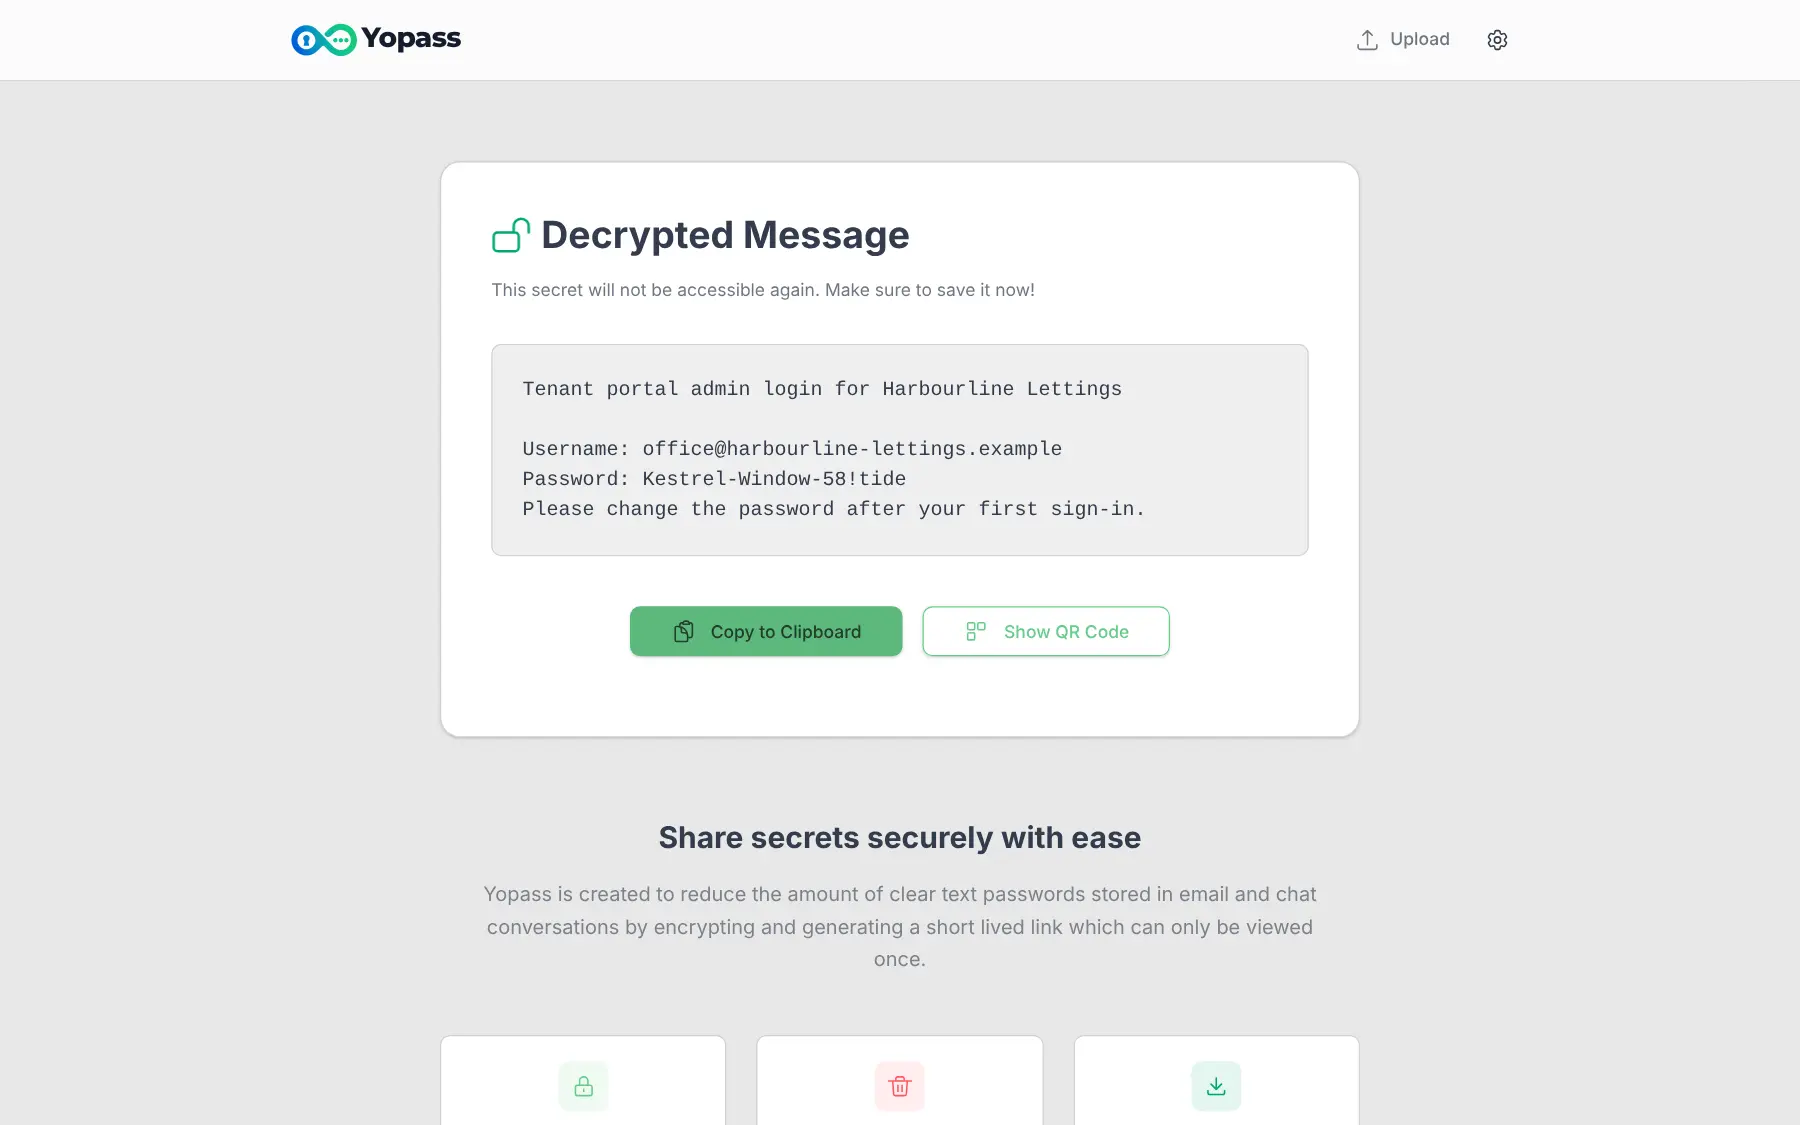 Yopass
Upload
Decrypted Message
This secret will not be accessible again. Make sure to save it now!
Tenant portal admin login for Harbourline Lettings
Username: office@harbourline-lettings.example
Password: Kestrel-Window-58!tide
Please change the password after your first sign-in.
Copy to Clipboard
Show QR Code
Share secrets securely with ease
Yopass is created to reduce the amount of clear text passwords stored in email and chat
conversations by encrypting and generating a short lived link which can only be viewed
once.